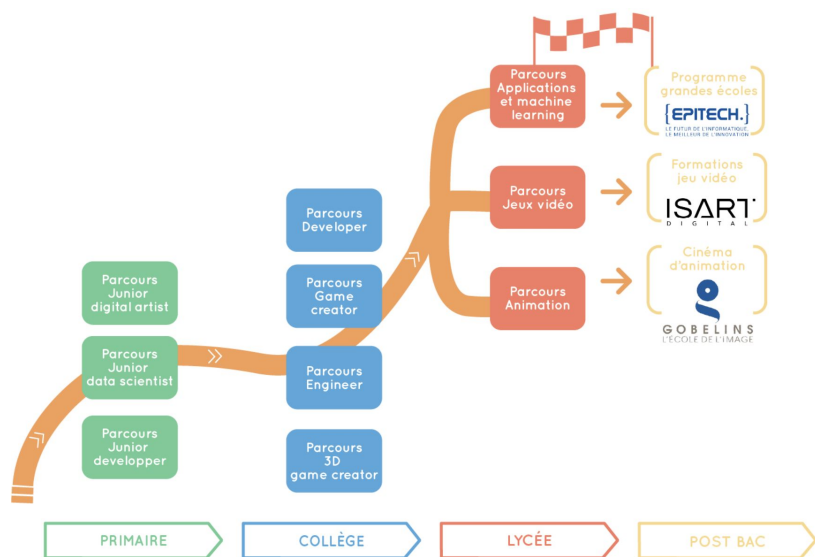 Parcours
Applications
et machine
learning
Programme
grandes écoles
{EPITECH.}
LE FUTUR DE L'INFORMATIQUE,
LE MEILLEUR DE L'INNOVATION
Parcours
Developer
Parcours
Jeux vidéo
Formations
jeu vidéo
ISART
DIGITAL
Parcours
Junior
digital artist
Parcours
Game
creator
Parcours
Animation
Cinéma
d'animation
GOBELINS
L'ÉCOLE DE L'IMAGE
Parcours
Junior
data scientist
Parcours
Engineer
Parcours
Junior
developper
Parcours
3D
game creator
PRIMAIRE
COLLÈGE
LYCÉE
POST BAC